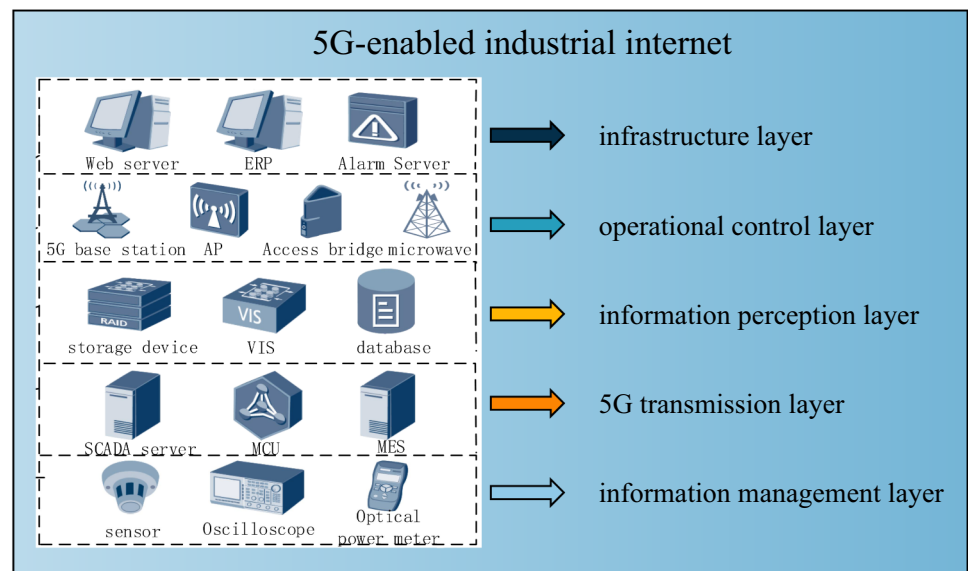 5G-enabled industrial internet
Web server
ERP
Alarm Server
infrastructure layer
5G base station
AP
Access bridge
microwave
operational control layer
RAID
VIS
storage device
VIS
database
information perception layer
SCADA server
MCU
MES
5G transmission layer
sensor
Oscilloscope
Optical
power meter
information management layer